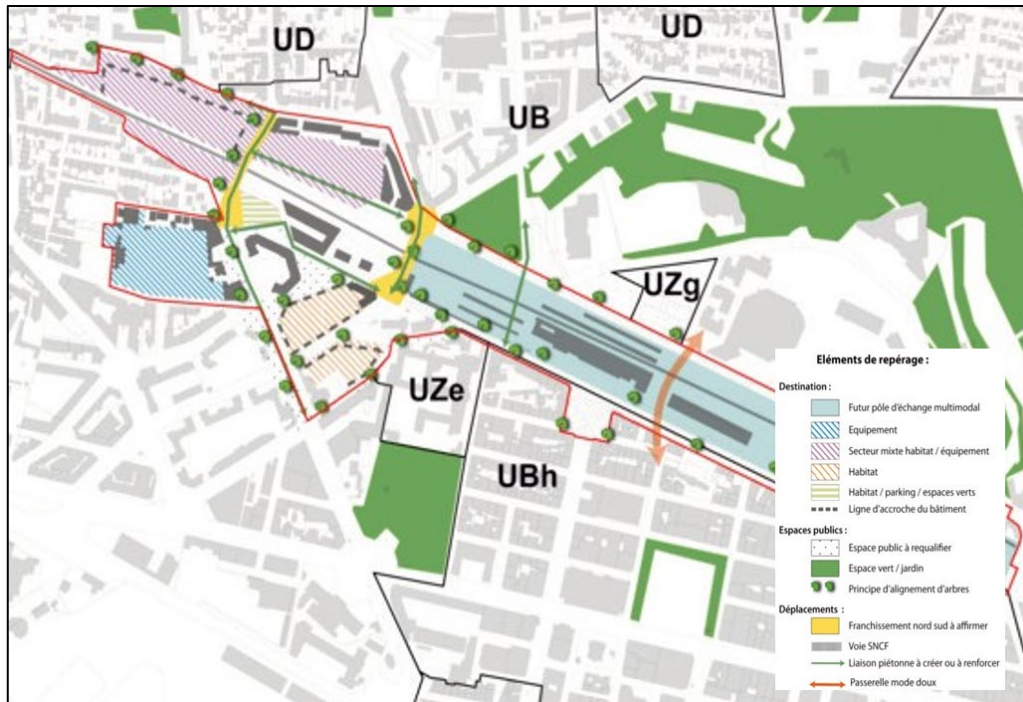 UD
UD
UB
UZg
UZe
UBh
Eléments de repérage :
Destination :
Futur pôle d'échange multimodal
Equipement
Secteur mixte habitat / équipement
Habitat
Habitat / parking / espaces verts
Ligne d'accroche du bâtiment
Espaces publics :
Espace public à requalifier
Espace vert / jardin
Principe d'alignement d'arbres
Déplacements :
Franchissement nord sud à affirmer
Voie SNCF
Liaison piétonne à créer ou à renforcer
Passerelle mode doux